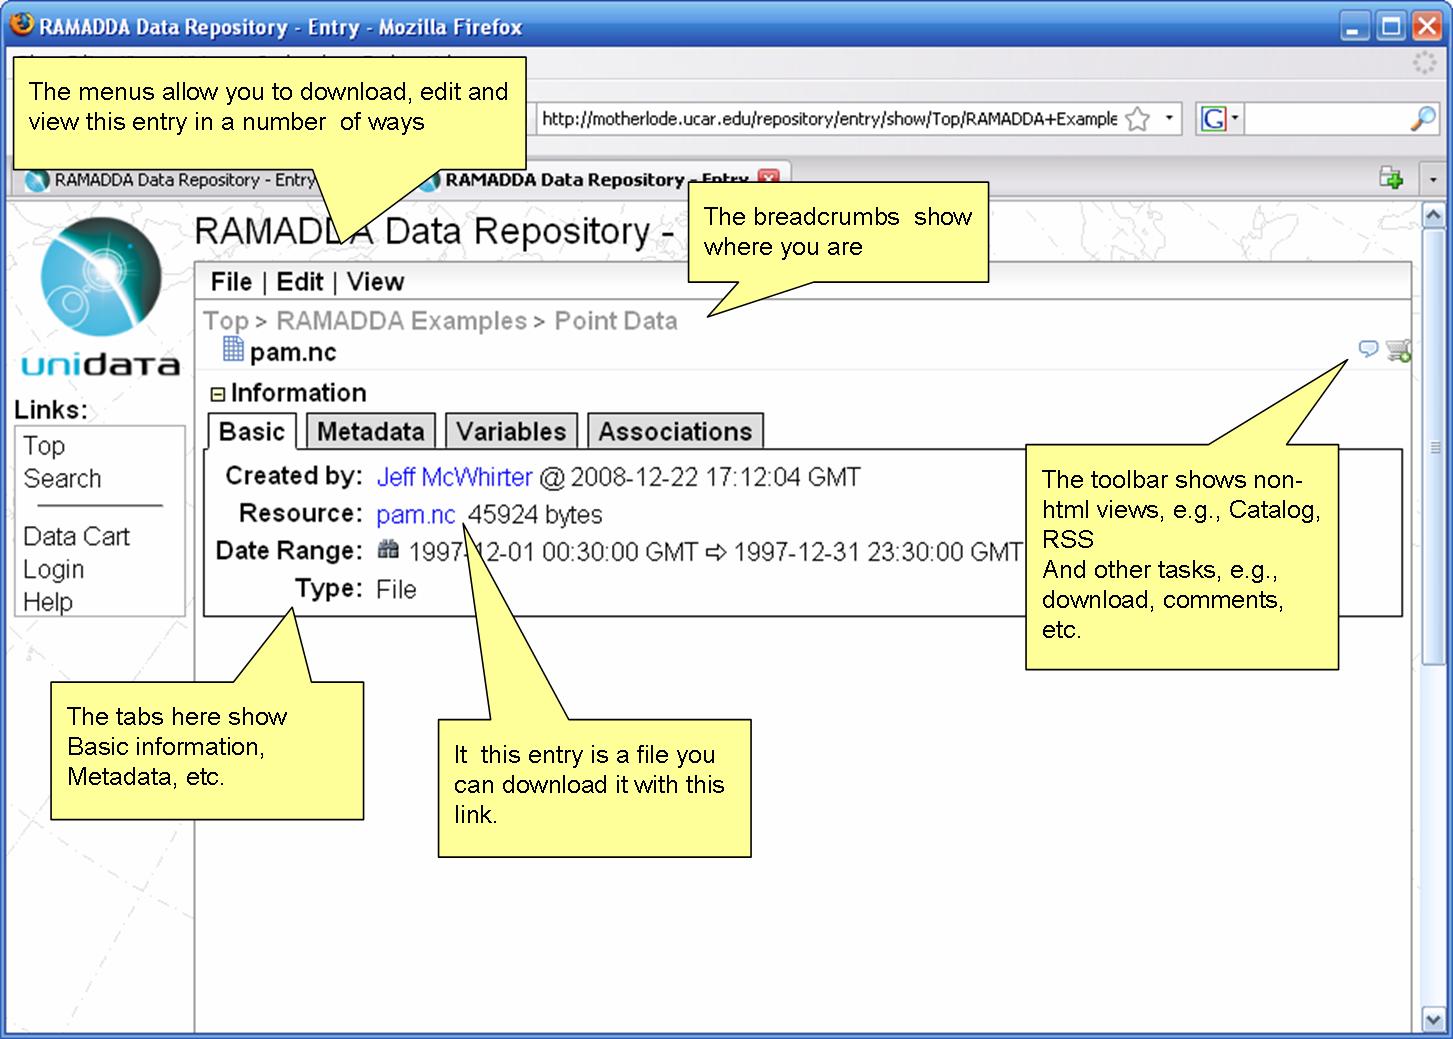 RAMADDA Data Repository - Entry - Mozilla Firefox
The menus allow you to download, edit and
view this entry in a number  of ways
http://motherlode.ucar.edu/repository/entry/show/Top/RAMADDA+Example
G
RAMADDA Data Repository - Entry
RAMADDA Data Repository - Entry
The breadcrumbs  show
where you are
RAMADDA Data Repository -
File | Edit | View
Top > RAMADDA Examples > Point Data
pam.nc
unidata
Information
Links:
Top
Search
Data Cart
Login
Help
Basic Metadata Variables Associations
Created by: Jeff McWhirter @ 2008-12-22 17:12:04 GMT
Resource: pam.nc 45924 bytes
Date Range: 1997-12-01 00:30:00 GMT ⇨ 1997-12-31 23:30:00 GMT
Type: File
The toolbar shows non-
html views, e.g., Catalog,
RSS
And other tasks, e.g.,
download, comments,
etc.
The tabs here show
Basic information,
Metadata, etc.
It  this entry is a file you
can download it with this
link.